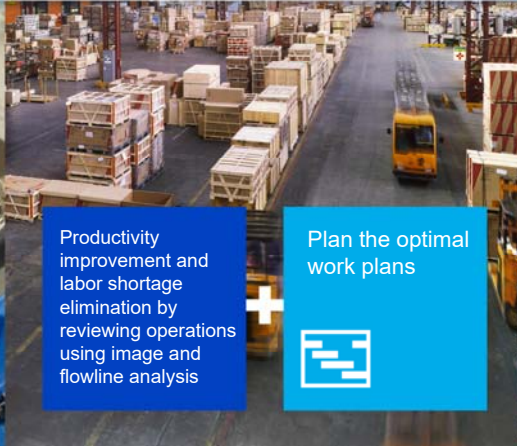 Productivity
improvement and
labor shortage
elimination by
reviewing operations
using image and
flowline analysis
Plan the optimal
work plans